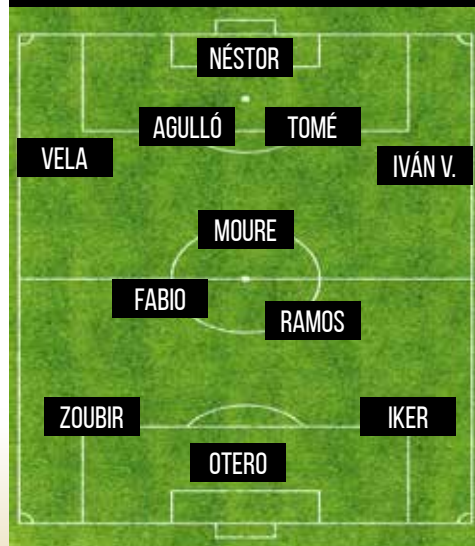 NÉSTOR
AGULLÓ TOMÉ
VELA IVÁN V.
MOURE
FABIO
RAMOS
ZOUBIR IKER
OTERO